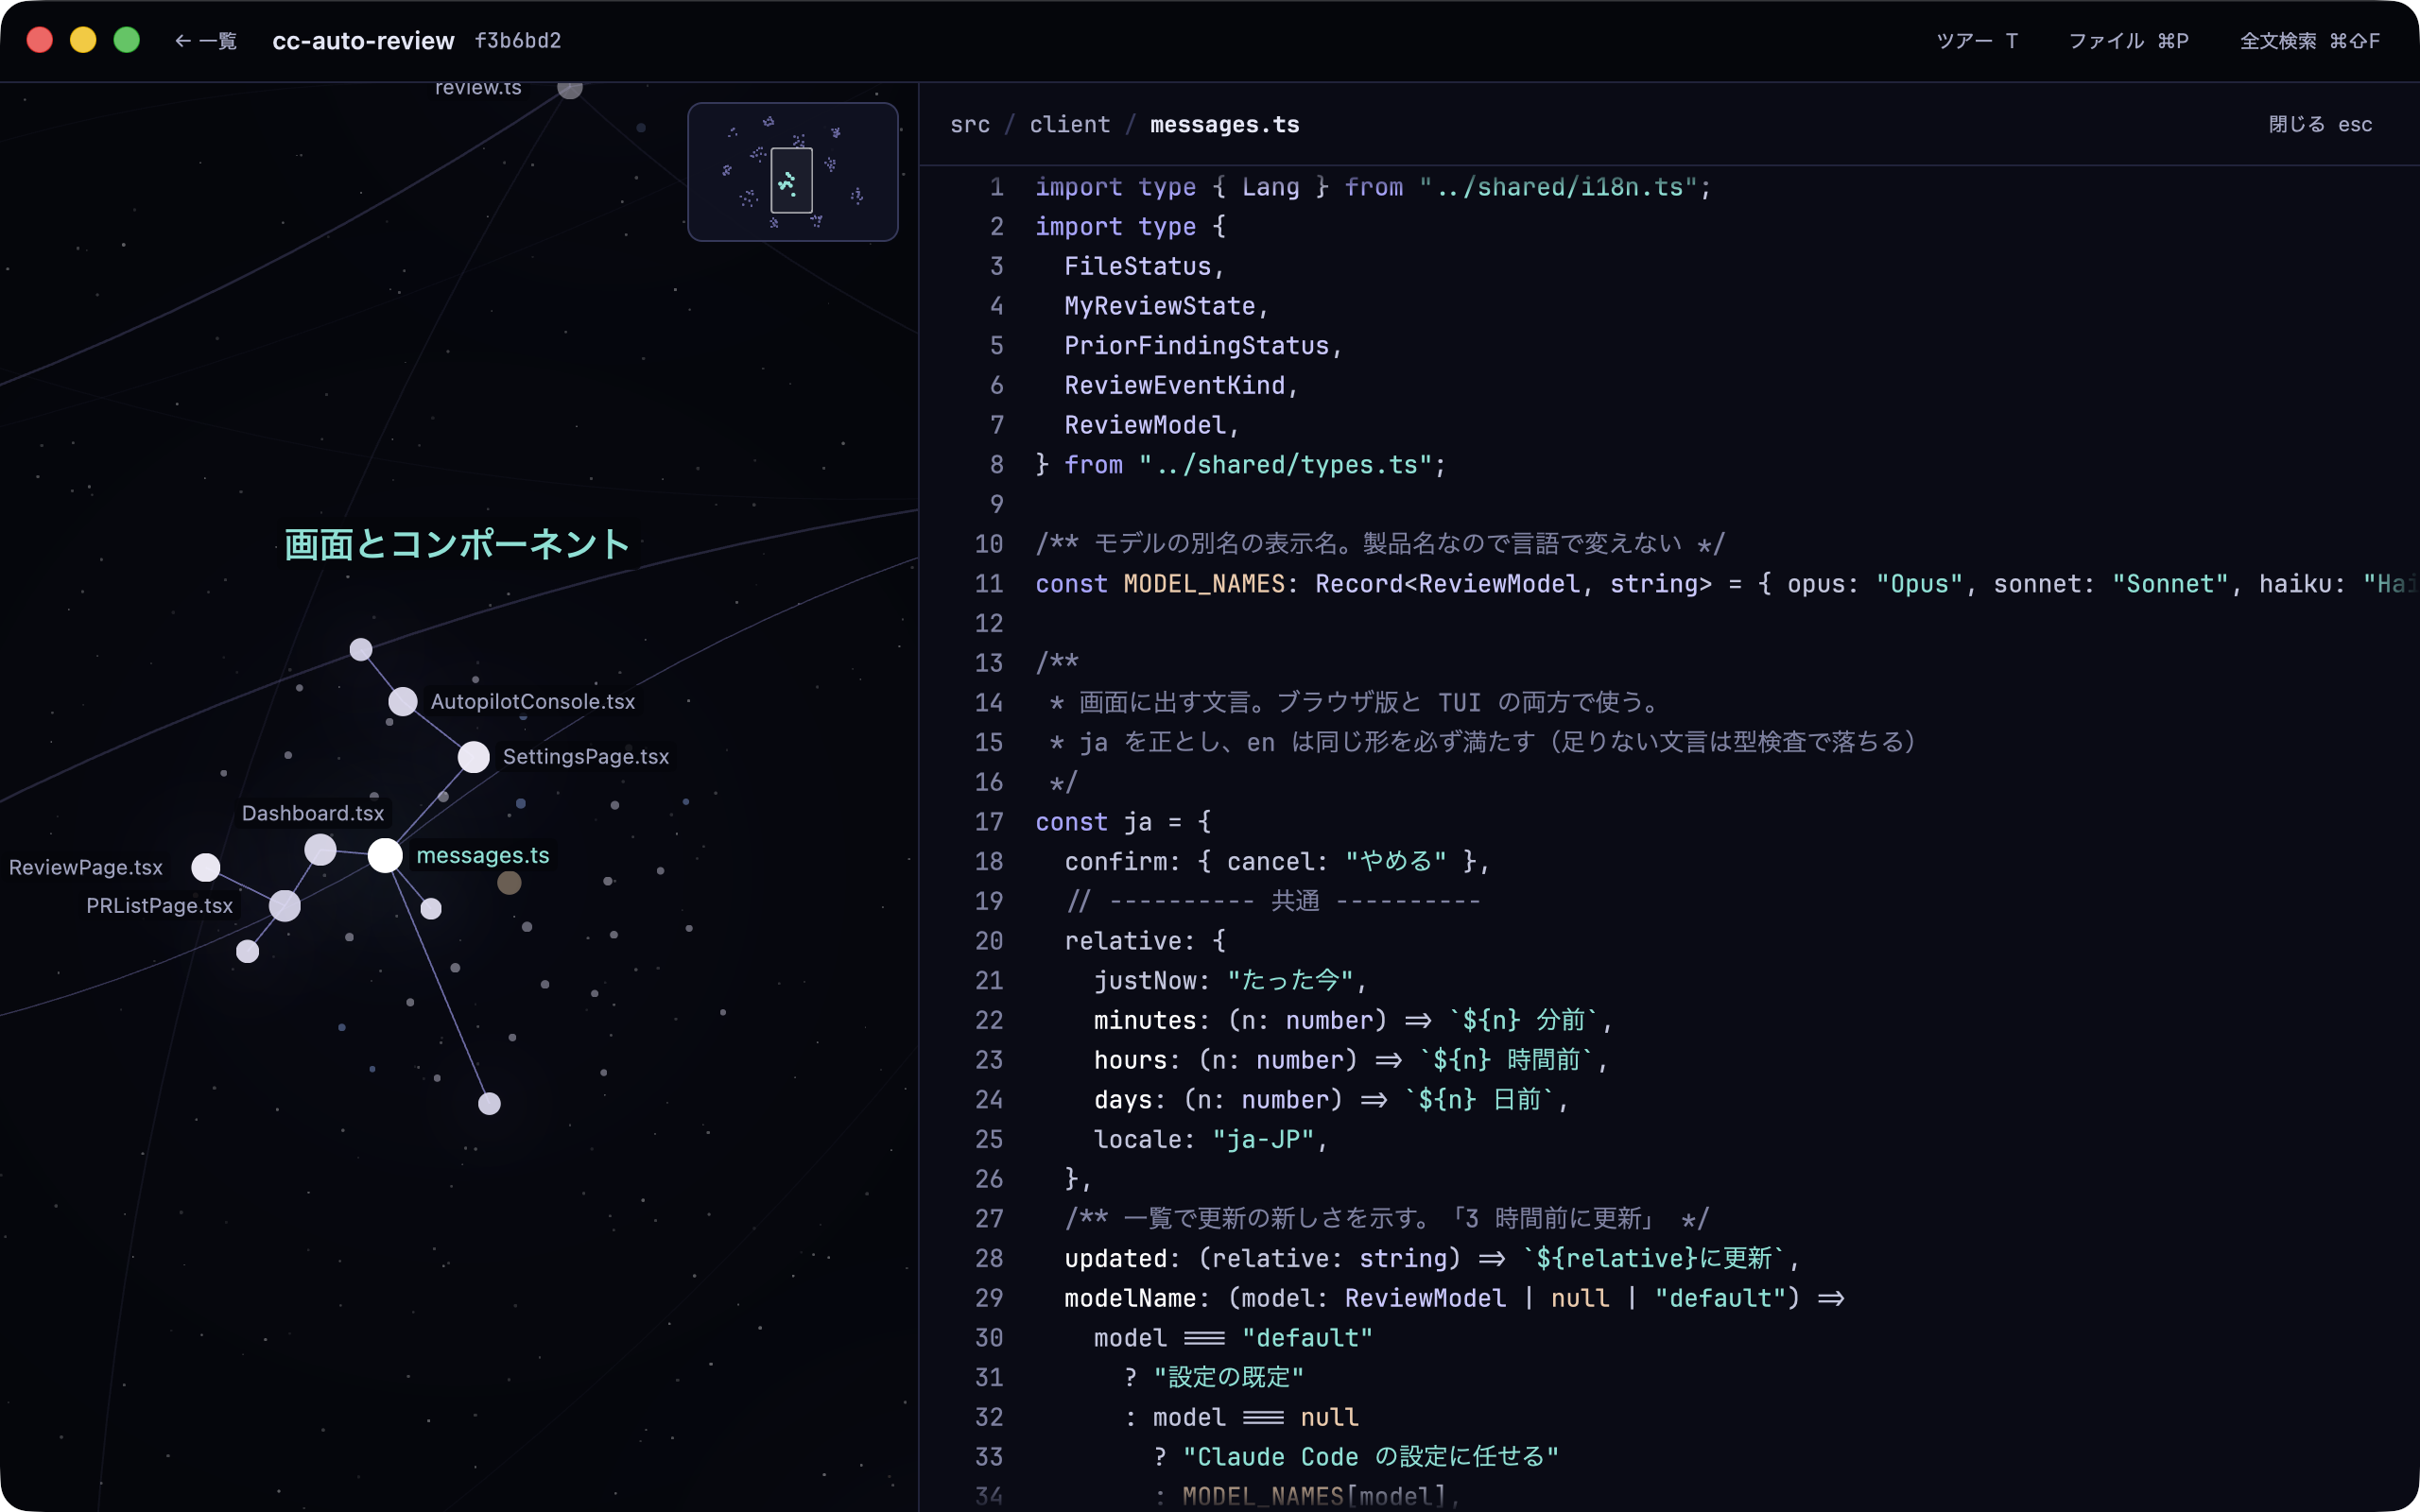 ← 一覧 cc-auto-review f3b6bd2 ツアー T ファイル ⌘P 全文検索 ⌘⇧F
review.ts
画面とコンポーネント
AutopilotConsole.tsx
SettingsPage.tsx
Dashboard.tsx
messages.ts
ReviewPage.tsx
PRListPage.tsx
src / client / messages.ts 閉じる esc
1 import type { Lang } from "../shared/i18n.ts";
2 import type {
3 FileStatus,
4 MyReviewState,
5 PriorFindingStatus,
6 ReviewEventKind,
7 ReviewModel,
8 } from "../shared/types.ts";
9
10 /** モデルの別名の表示名。製品名なので言語で変えない */
11 const MODEL_NAMES: Record<ReviewModel, string> = { opus: "Opus", sonnet: "Sonnet", haiku: "Hai
12
13 /**
14 * 画面に出す文言。ブラウザ版と TUI の両方で使う。
15 * ja を正とし、en は同じ形を必ず満たす（足りない文言は型検査で落ちる）
16 */
17 const ja = {
18 confirm: { cancel: "やめる" },
19 // ---------- 共通 ----------
20 relative: {
21 justNow: "たった今",
22 minutes: (n: number) => `${n} 分前`,
23 hours: (n: number) => `${n} 時間前`,
24 days: (n: number) => `${n} 日前`,
25 locale: "ja-JP",
26 },
27 /** 一覧で更新の新しさを示す。「3 時間前に更新」 */
28 updated: (relative: string) => `${relative}に更新`,
29 modelName: (model: ReviewModel | null | "default") =>
30 model === "default"
31 ? "設定の既定"
32 : model === null
33 ? "Claude Code の設定に任せる"
34 : MODEL_NAMES[model],